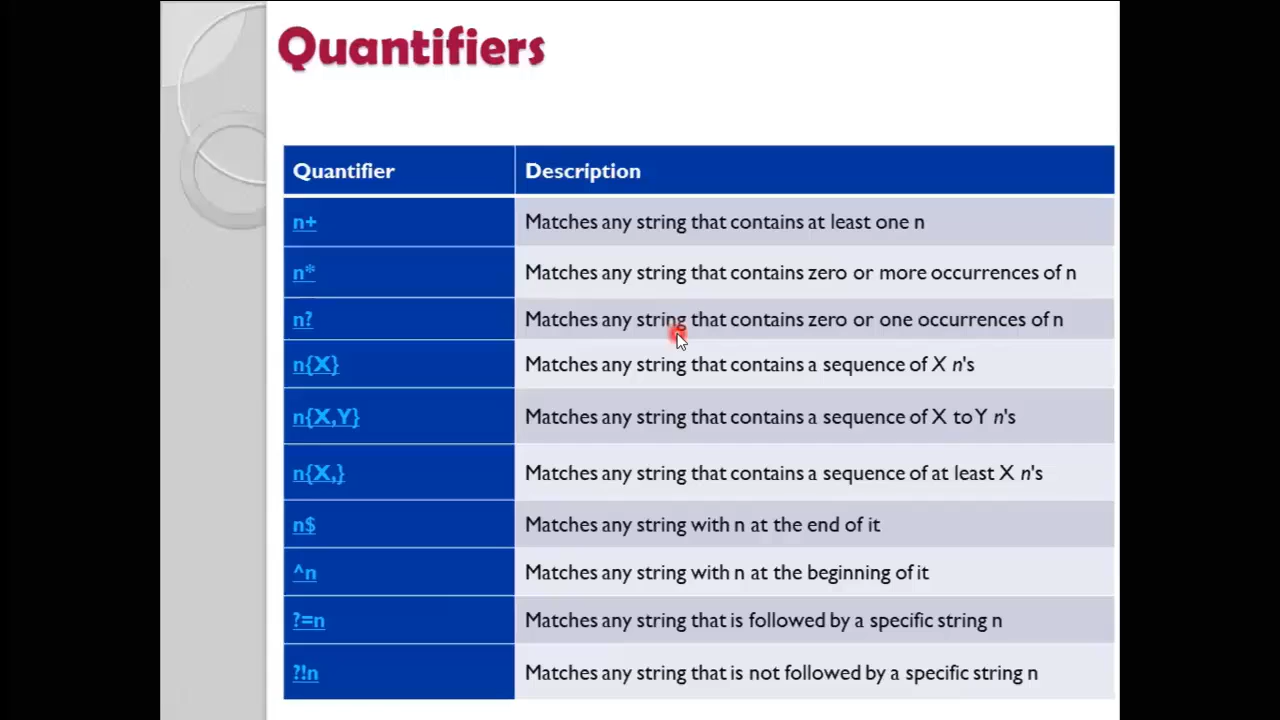 Quantifiers
Quantifier Description
n+ Matches any string that contains at least one n
n* Matches any string that contains zero or more occurrences of n
n? Matches any string that contains zero or one occurrences of n
n{X} Matches any string that contains a sequence of X n's
n{X,Y} Matches any string that contains a sequence of X to Y n's
n{X,} Matches any string that contains a sequence of at least X n's
n$ Matches any string with n at the end of it
^n Matches any string with n at the beginning of it
?=n Matches any string that is followed by a specific string n
?!n Matches any string that is not followed by a specific string n